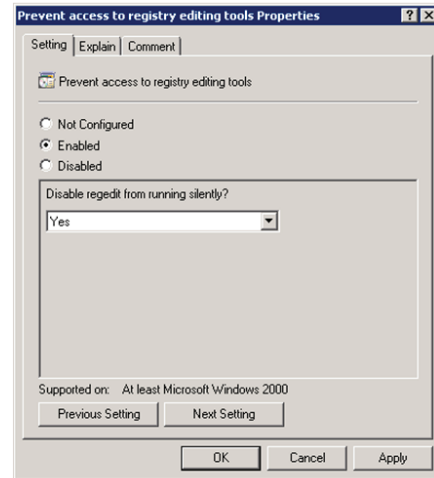 Prevent access to registry editing tools Properties
Setting Explain Comment
Prevent access to registry editing tools
Not Configured
Enabled
Disabled
Disable regedit from running silently?
Yes
Supported on: At least Microsoft Windows 2000
Previous Setting Next Setting
OK Cancel Apply